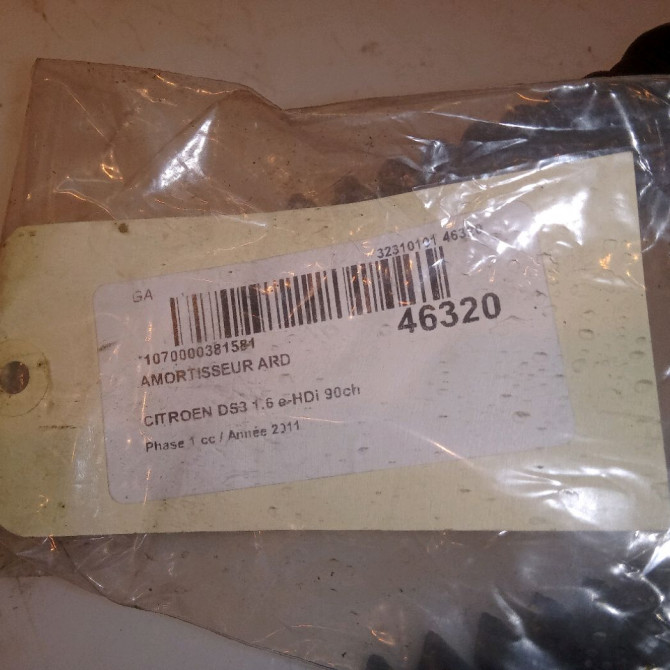 GA
32310101 46320
46320
*1070000381581
AMORTISSEUR ARD
CITROEN DS3 1.6 e-HDi 90ch
Phase 1 cc / Année 2011